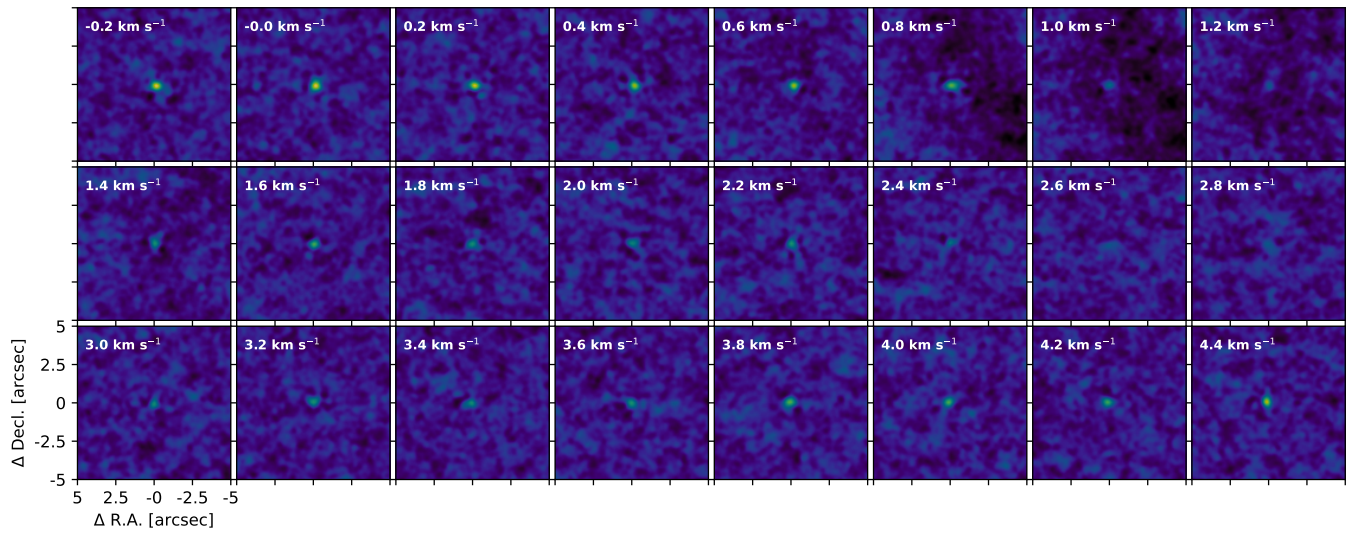 -0.2 km s⁻¹ -0.0 km s⁻¹ 0.2 km s⁻¹ 0.4 km s⁻¹ 0.6 km s⁻¹ 0.8 km s⁻¹ 1.0 km s⁻¹ 1.2 km s⁻¹
1.4 km s⁻¹ 1.6 km s⁻¹ 1.8 km s⁻¹ 2.0 km s⁻¹ 2.2 km s⁻¹ 2.4 km s⁻¹ 2.6 km s⁻¹ 2.8 km s⁻¹
3.0 km s⁻¹ 3.2 km s⁻¹ 3.4 km s⁻¹ 3.6 km s⁻¹ 3.8 km s⁻¹ 4.0 km s⁻¹ 4.2 km s⁻¹ 4.4 km s⁻¹
5
2.5
0
-2.5
-5
Δ Decl. [arcsec]
5 2.5 -0 -2.5 -5
Δ R.A. [arcsec]